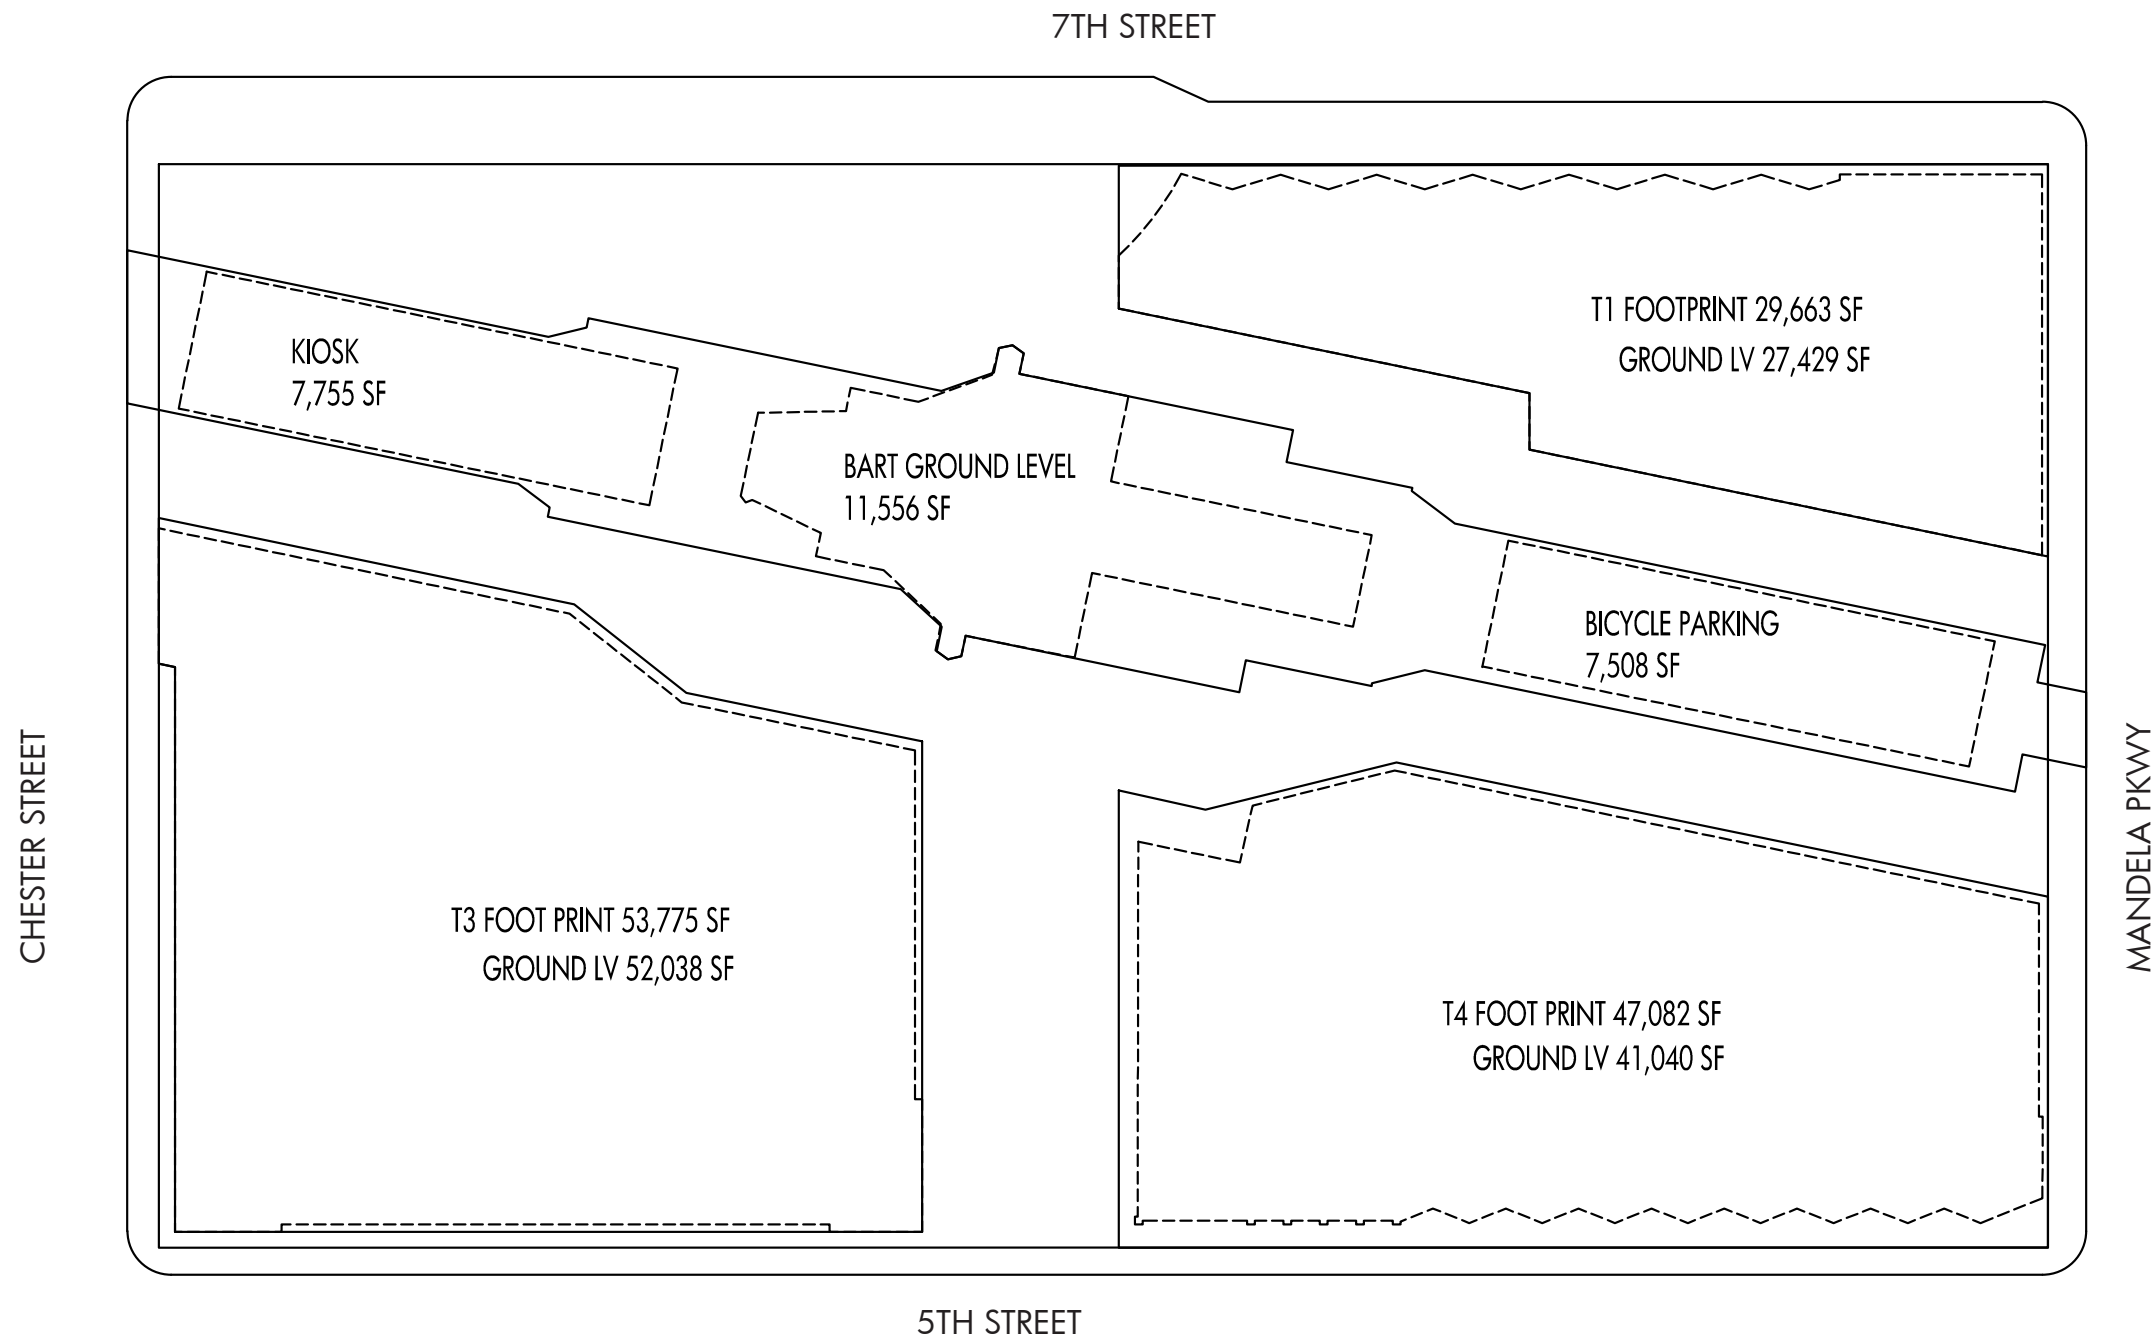 7TH STREET
T1 FOOTPRINT 29,663 SF
GROUND LV 27,429 SF
KIOSK
7,755 SF
BART GROUND LEVEL
11,556 SF
BICYCLE PARKING
7,508 SF
CHESTER STREET
MANDELA PKWY
T3 FOOT PRINT 53,775 SF
GROUND LV 52,038 SF
T4 FOOT PRINT 47,082 SF
GROUND LV 41,040 SF
5TH STREET